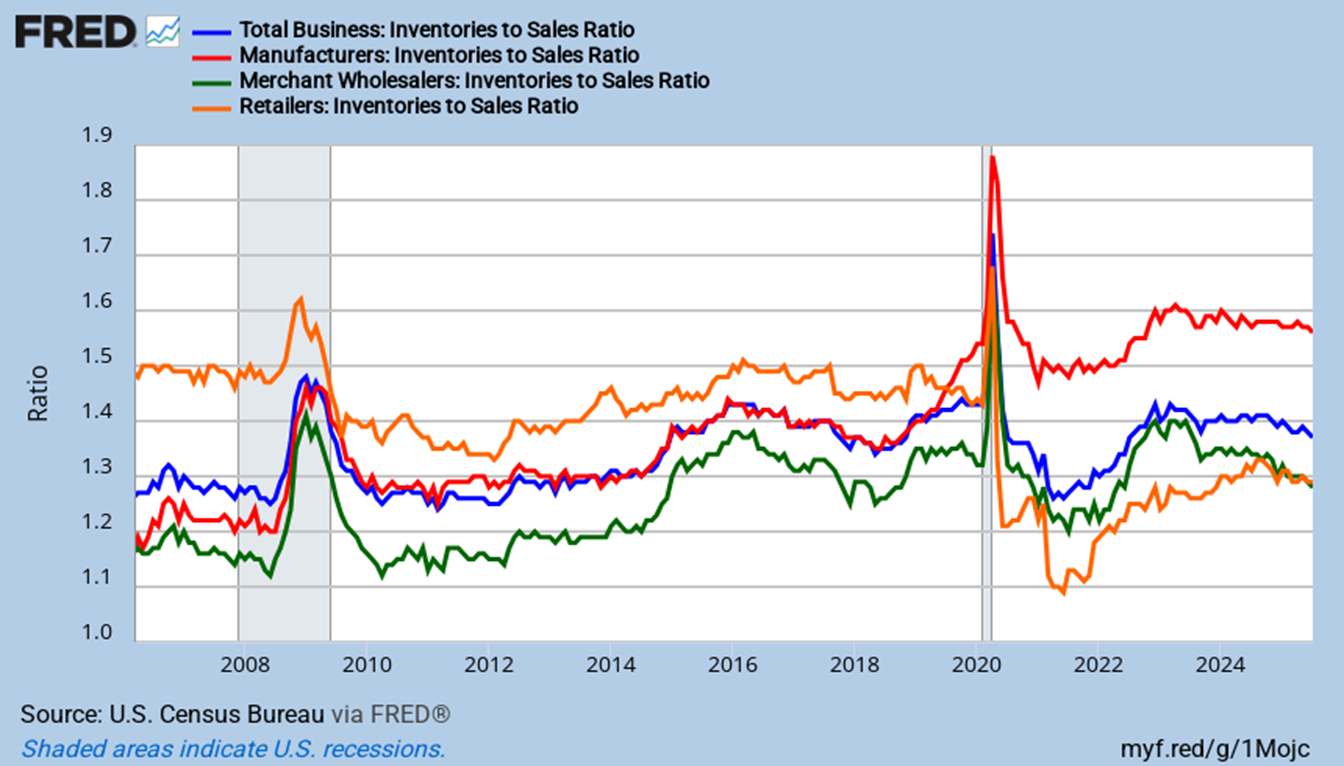 FRED
Total Business: Inventories to Sales Ratio
Manufacturers: Inventories to Sales Ratio
Merchant Wholesalers: Inventories to Sales Ratio
Retailers: Inventories to Sales Ratio
1.9
1.8
1.7
1.6
1.5
1.4
1.3
1.2
1.1
1.0
Ratio
2008 2010 2012 2014 2016 2018 2020 2022 2024
Source: U.S. Census Bureau via FRED®
Shaded areas indicate U.S. recessions.
myf.red/g/1Mojc